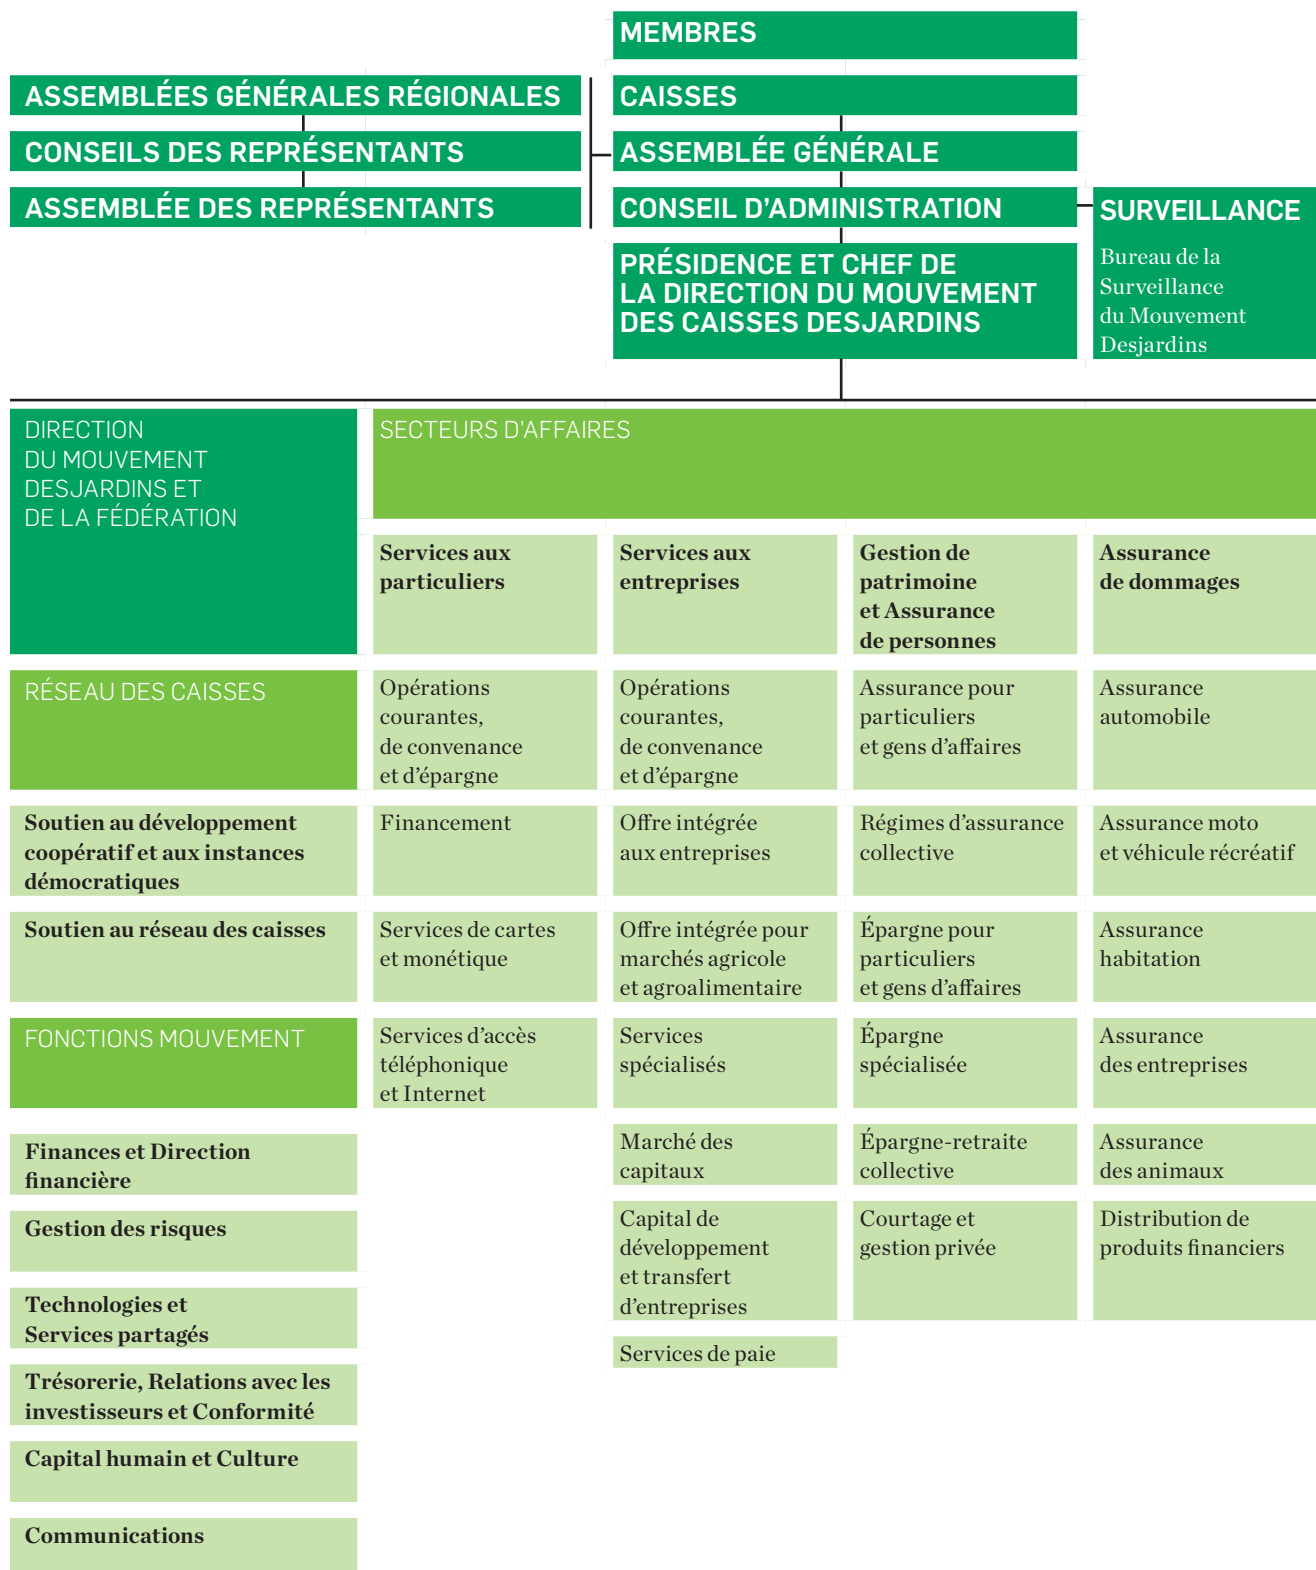 MEMBRES
ASSEMBLÉES GÉNÉRALES RÉGIONALES
CONSEILS DES REPRÉSENTANTS
ASSEMBLÉE DES REPRÉSENTANTS
CAISSES
ASSEMBLÉE GÉNÉRALE
CONSEIL D'ADMINISTRATION
PRÉSIDENCE ET CHEF DE
LA DIRECTION DU MOUVEMENT
DES CAISSES DESJARDINS
SURVEILLANCE
Bureau de la
Surveillance
du Mouvement
Desjardins
DIRECTION
DU MOUVEMENT
DESJARDINS ET
DE LA FÉDÉRATION
RÉSEAU DES CAISSES
Soutien au développement
coopératif et aux instances
démocratiques
Soutien au réseau des caisses
FONCTIONS MOUVEMENT
Finances et Direction
financière
Gestion des risques
Technologies et
Services partagés
Trésorerie, Relations avec les
investisseurs et Conformité
Capital humain et Culture
Communications
SECTEURS D'AFFAIRES
Services aux
particuliers
Opérations
courantes,
de convenance
et d’épargne
Financement
Services de cartes
et monétique
Services d’accès
téléphonique
et Internet
Services aux
entreprises
Opérations
courantes,
de convenance
et d’épargne
Offre intégrée
aux entreprises
Offre intégrée pour
marchés agricole
et agroalimentaire
Services
spécialisés
Marché des
capitaux
Capital de
développement
et transfert
d’entreprises
Services de paie
Gestion de
patrimoine
et Assurance
de personnes
Assurance pour
particuliers
et gens d’affaires
Régimes d’assurance
collective
Épargne pour
particuliers
et gens d’affaires
Épargne
spécialisée
Épargne-retraite
collective
Courtage et
gestion privée
Assurance
de dommages
Assurance
automobile
Assurance moto
et véhicule récréatif
Assurance
habitation
Assurance
des entreprises
Assurance
des animaux
Distribution de
produits financiers